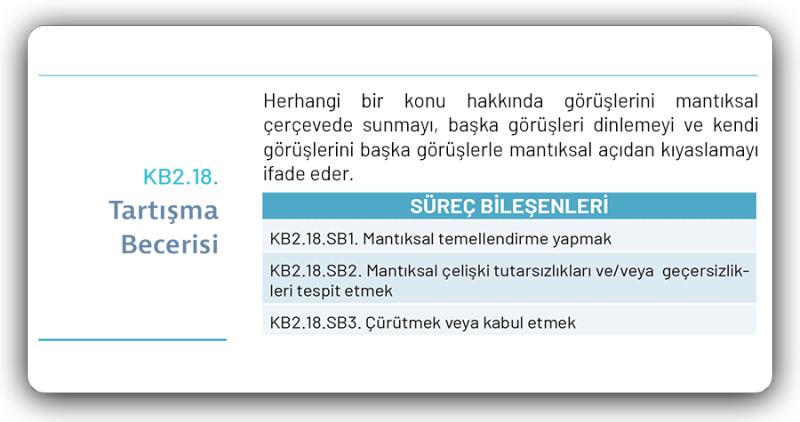 KB2.18.
Tartışma
Becerisi
Herhangi bir konu hakkında görüşlerini mantıksal
çerçevede sunmayı, başka görüşleri dinlemeyi ve kendi
görüşlerini başka görüşlerle mantıksal açıdan kıyaslamayı
ifade eder.
SÜREÇ BİLEŞENLERİ
KB2.18.SB1. Mantıksal temellendirme yapmak
KB2.18.SB2. Mantıksal çelişki tutarsızlıkları ve/veya geçersizlik-
leri tespit etmek
KB2.18.SB3. Çürütmek veya kabul etmek